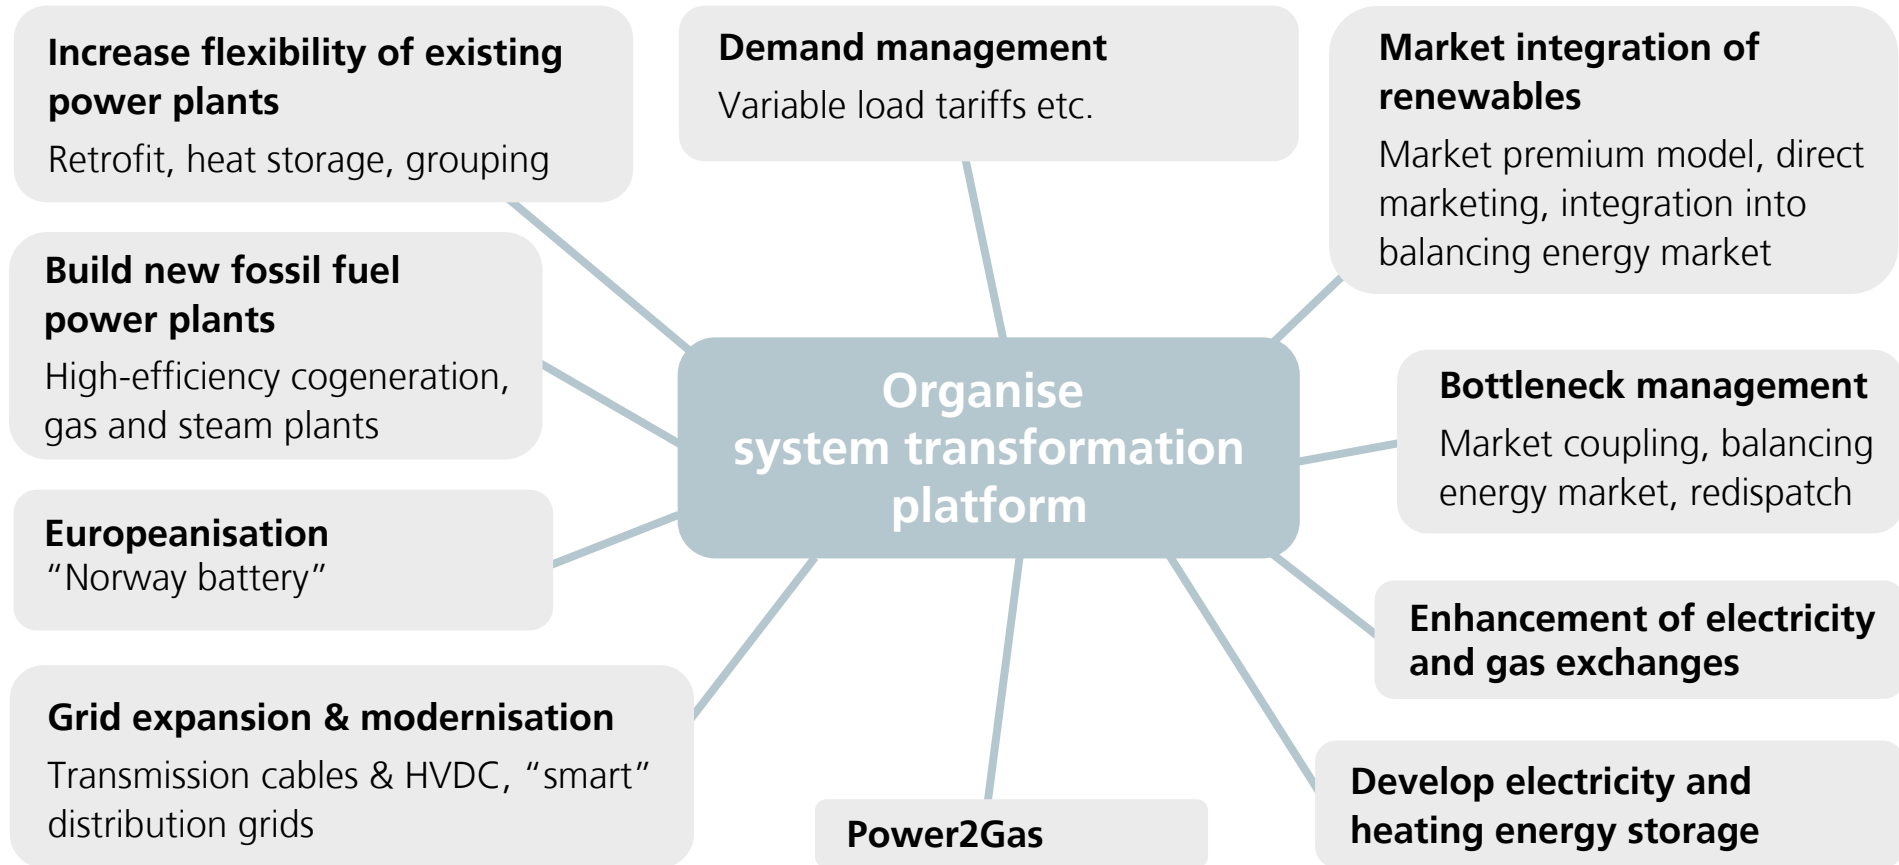 Increase flexibility of existing
power plants
Retrofit, heat storage, grouping
Demand management
Variable load tariffs etc.
Market integration of
renewables
Market premium model, direct
marketing, integration into
balancing energy market
Build new fossil fuel
power plants
High-efficiency cogeneration,
gas and steam plants
Organise
system transformation
platform
Bottleneck management
Market coupling, balancing
energy market, redispatch
Europeanisation
“Norway battery”
Enhancement of electricity
and gas exchanges
Grid expansion & modernisation
Transmission cables & HVDC, “smart”
distribution grids
Power2Gas
Develop electricity and
heating energy storage